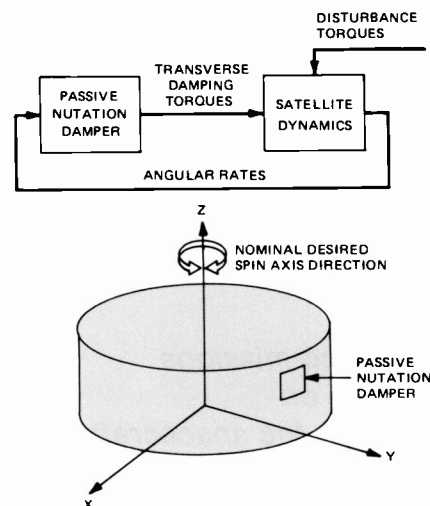 DISTURBANCE
TORQUES
TRANSVERSE
DAMPING
TORQUES
PASSIVE
NUTATION
DAMPER
SATELLITE
DYNAMICS
ANGULAR RATES
Z
NOMINAL DESIRED
SPIN AXIS DIRECTION
PASSIVE
NUTATION
DAMPER
Y
X